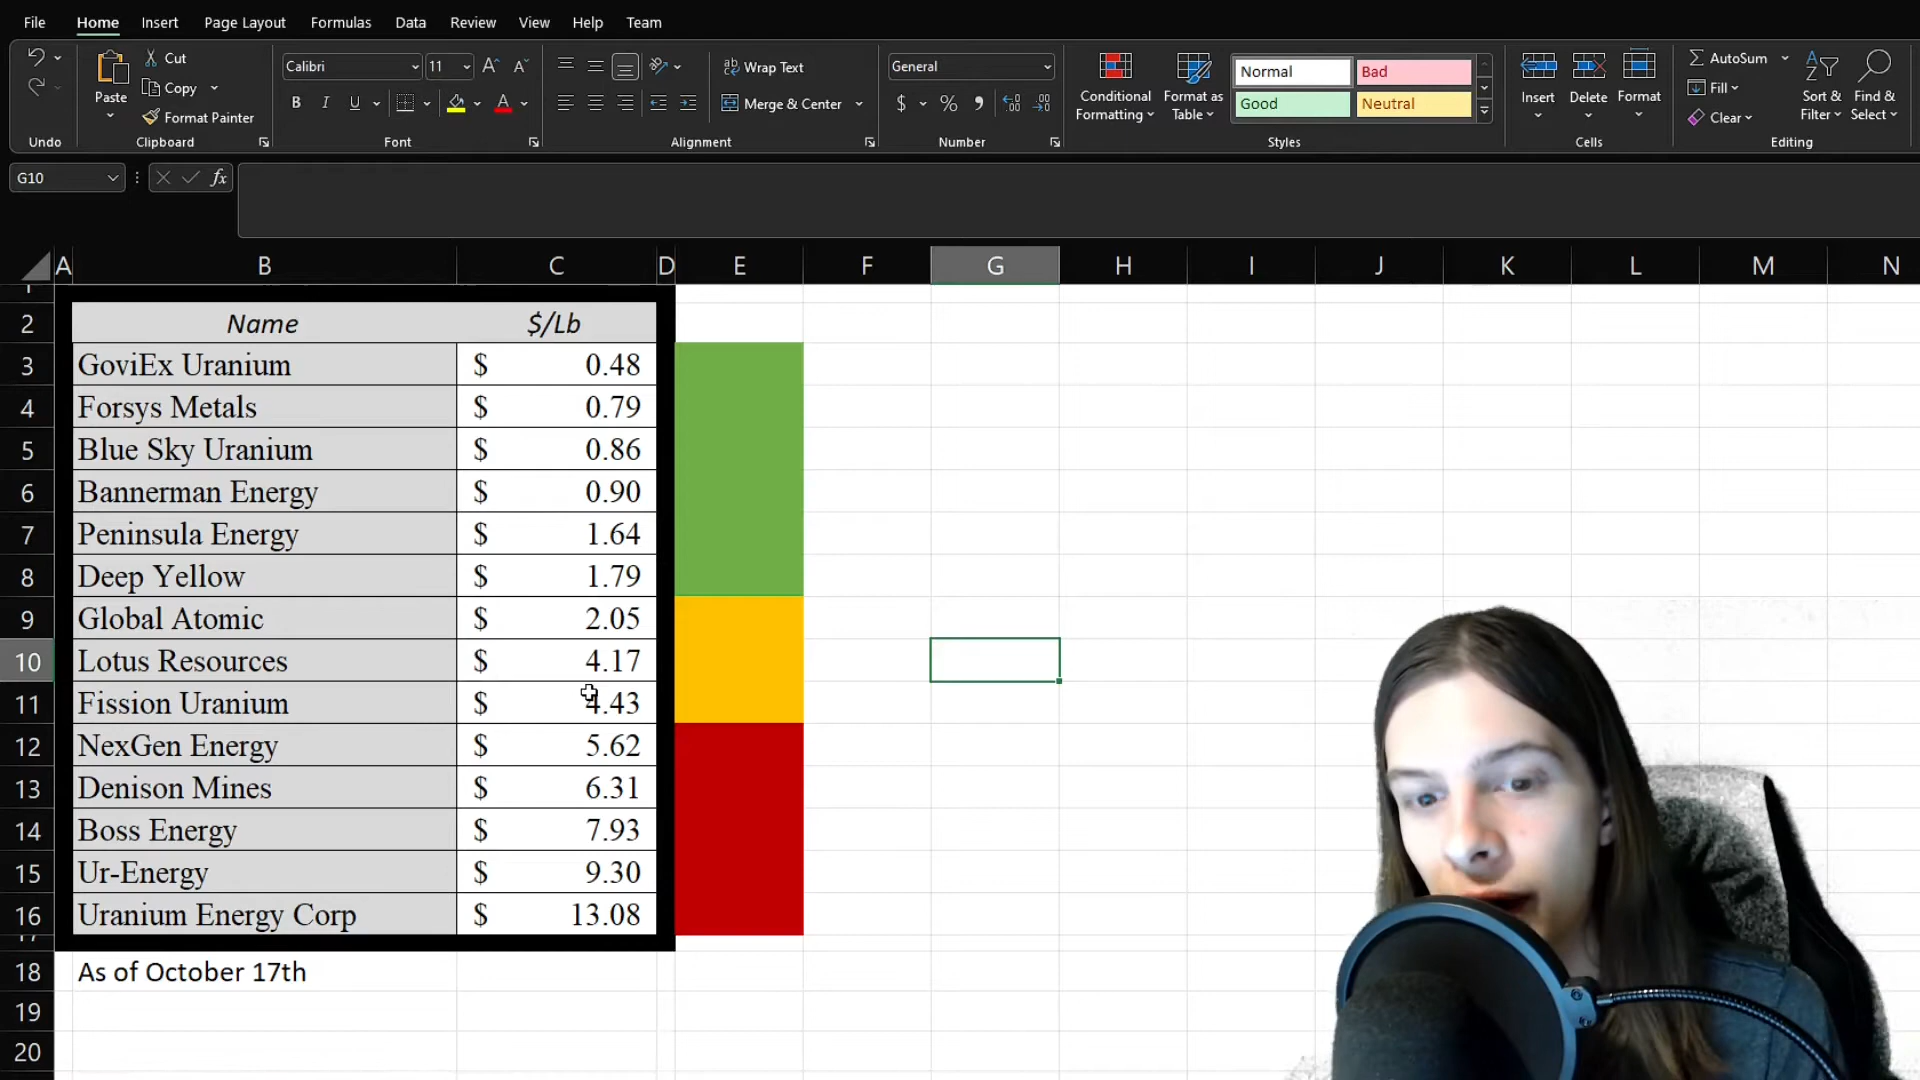 File Home Insert Page Layout Formulas Data Review View Help Team
Cut
Copy
Format Painter
Paste
Undo Clipboard
Calibri 11
B I U
Font
Wrap Text
Merge & Center
Alignment
General
$ % 9
Number
Conditional Formatting
Format as Table
Normal Bad
Good Neutral
Styles
Insert Delete Format
Cells
AutoSum
Fill
Clear
Sort & Filter
Find & Select
Editing
G10 fx
A B C D E F G H I J K L M N
2 Name $/Lb
3 GoviEx Uranium $ 0.48
4 Forsys Metals $ 0.79
5 Blue Sky Uranium $ 0.86
6 Bannerman Energy $ 0.90
7 Peninsula Energy $ 1.64
8 Deep Yellow $ 1.79
9 Global Atomic $ 2.05
10 Lotus Resources $ 4.17
11 Fission Uranium $ 4.43
12 NexGen Energy $ 5.62
13 Denison Mines $ 6.31
14 Boss Energy $ 7.93
15 Ur-Energy $ 9.30
16 Uranium Energy Corp $ 13.08
18 As of October 17th
19
20